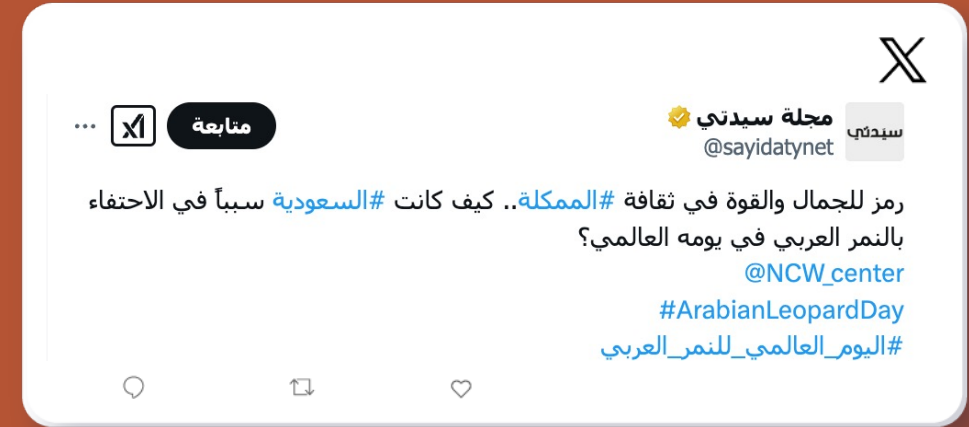 سيدتي
مجلة سيدتي
@sayidatynet
متابعة
رمز للجمال والقوة في ثقافة #الممكلة.. كيف كانت #السعودية سبباً في الاحتفاء
بالنمر العربي في يومه العالمي؟
@NCW_center
#ArabianLeopardDay
#اليوم_العالمي_للنمر_العربي